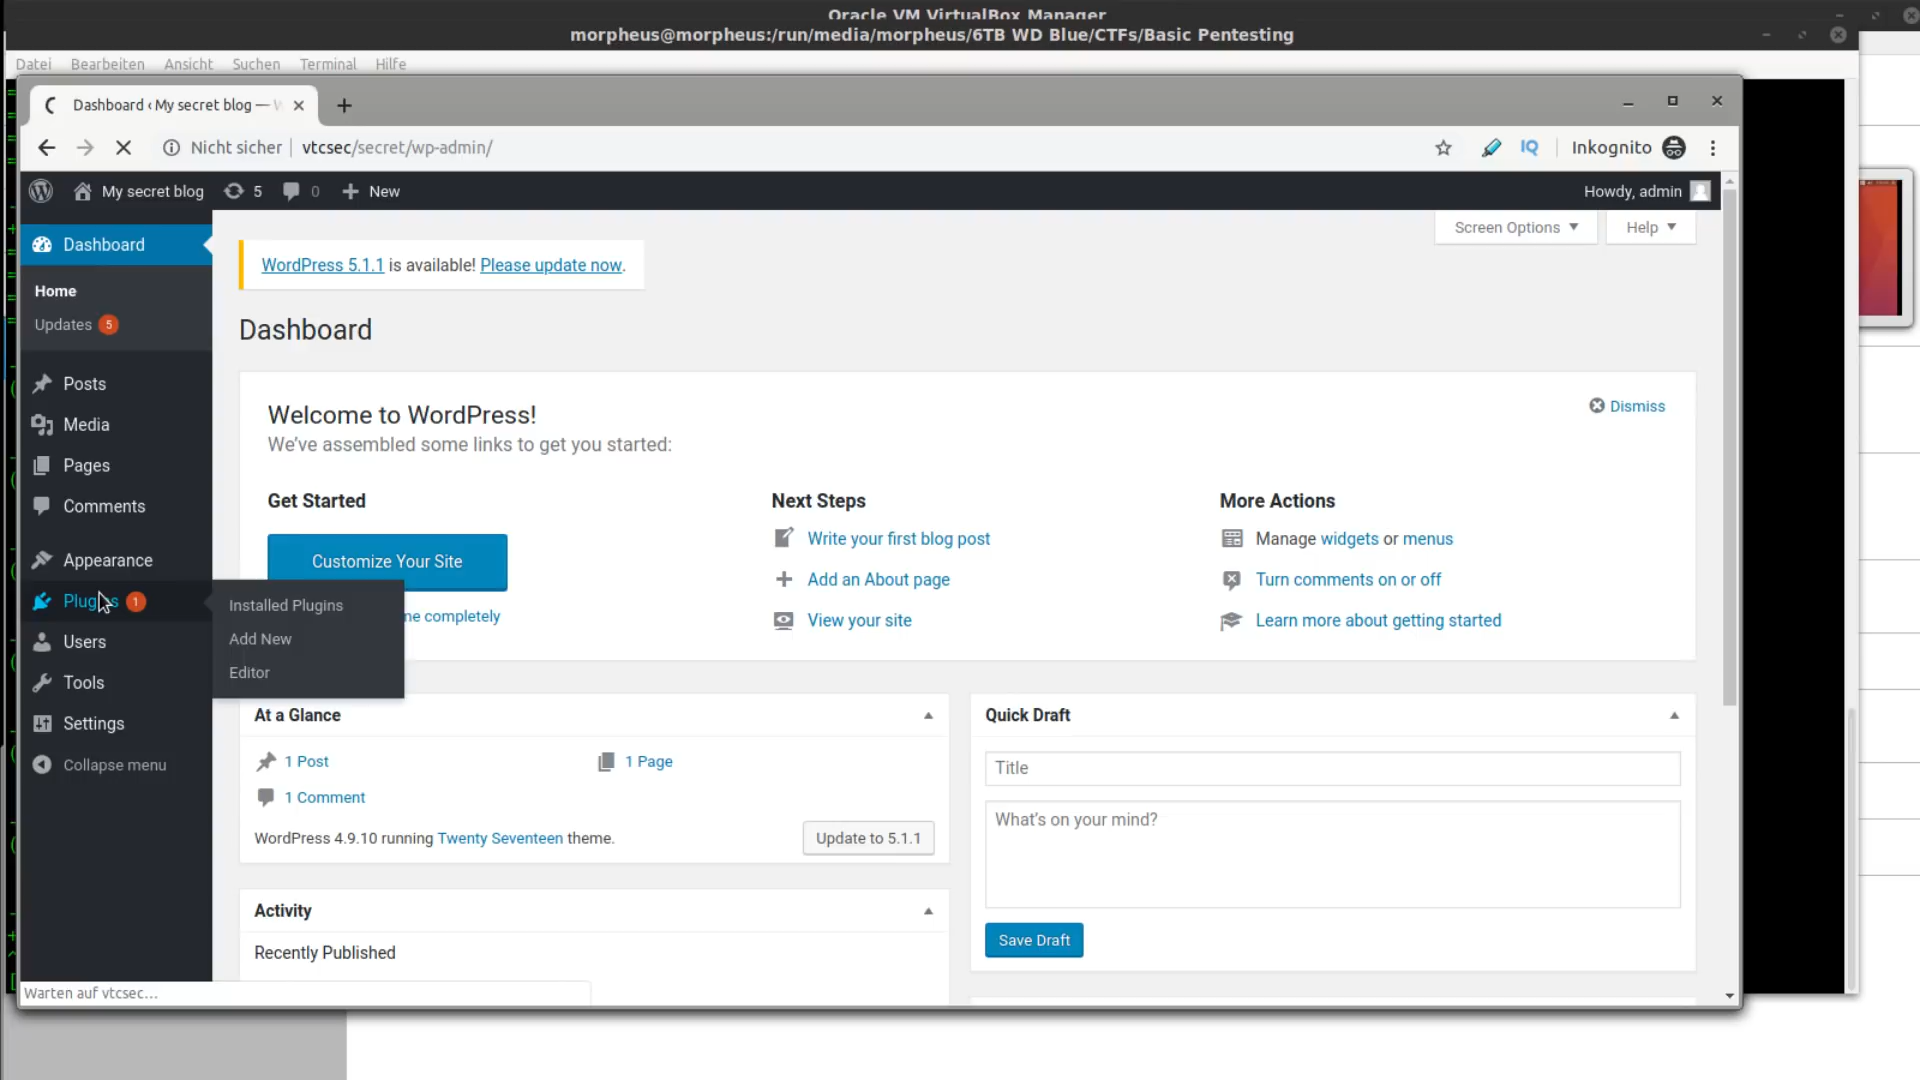 Oracle VM VirtualBox Manager
morpheus@morpheus:/run/media/morpheus/6TB WD Blue/CTFs/Basic Pentesting
Datei Bearbeiten Ansicht Suchen Terminal Hilfe
Dashboard ‹ My secret blog — W
Nicht sicher vtcsec/secret/wp-admin/
IQ Inkognito
My secret blog 5 0 New Howdy, admin
Screen Options Help
Dashboard
Home
Updates 5
Posts
Media
Pages
Comments
Appearance
Plugins 1
Users
Tools
Settings
Collapse menu
Installed Plugins
Add New
Editor
WordPress 5.1.1 is available! Please update now.
Dashboard
Welcome to WordPress!
We've assembled some links to get you started:
Dismiss
Get Started
Customize Your Site
me completely
Next Steps
Write your first blog post
Add an About page
View your site
More Actions
Manage widgets or menus
Turn comments on or off
Learn more about getting started
At a Glance
1 Post 1 Page
1 Comment
WordPress 4.9.10 running Twenty Seventeen theme. Update to 5.1.1
Activity
Recently Published
Quick Draft
Title
What's on your mind?
Save Draft
Warten auf vtcsec...